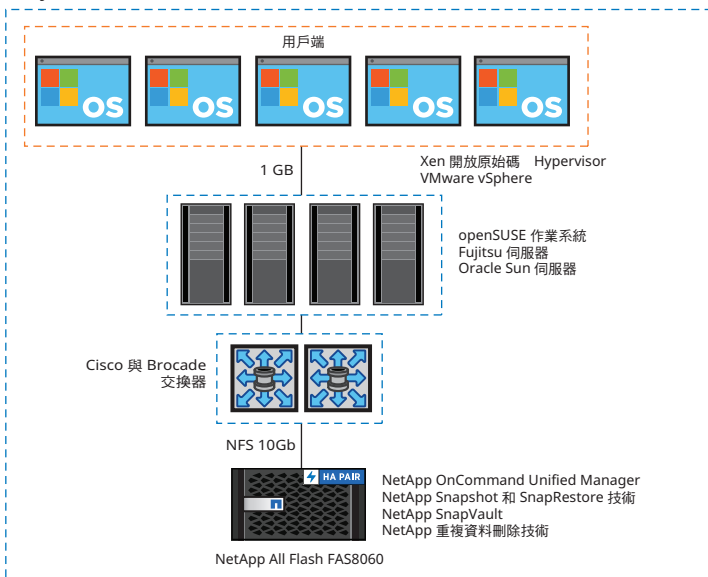 用戶端
OS OS OS OS OS
1 GB
Xen 開放原始碼 Hypervisor
VMware vSphere
openSUSE 作業系統
Fujitsu 伺服器
Oracle Sun 伺服器
Cisco 與 Brocade
交換器
NFS 10Gb
HA PAIR
NetApp OnCommand Unified Manager
NetApp Snapshot 和 SnapRestore 技術
NetApp SnapVault
NetApp 重複資料刪除技術
NetApp All Flash FAS8060